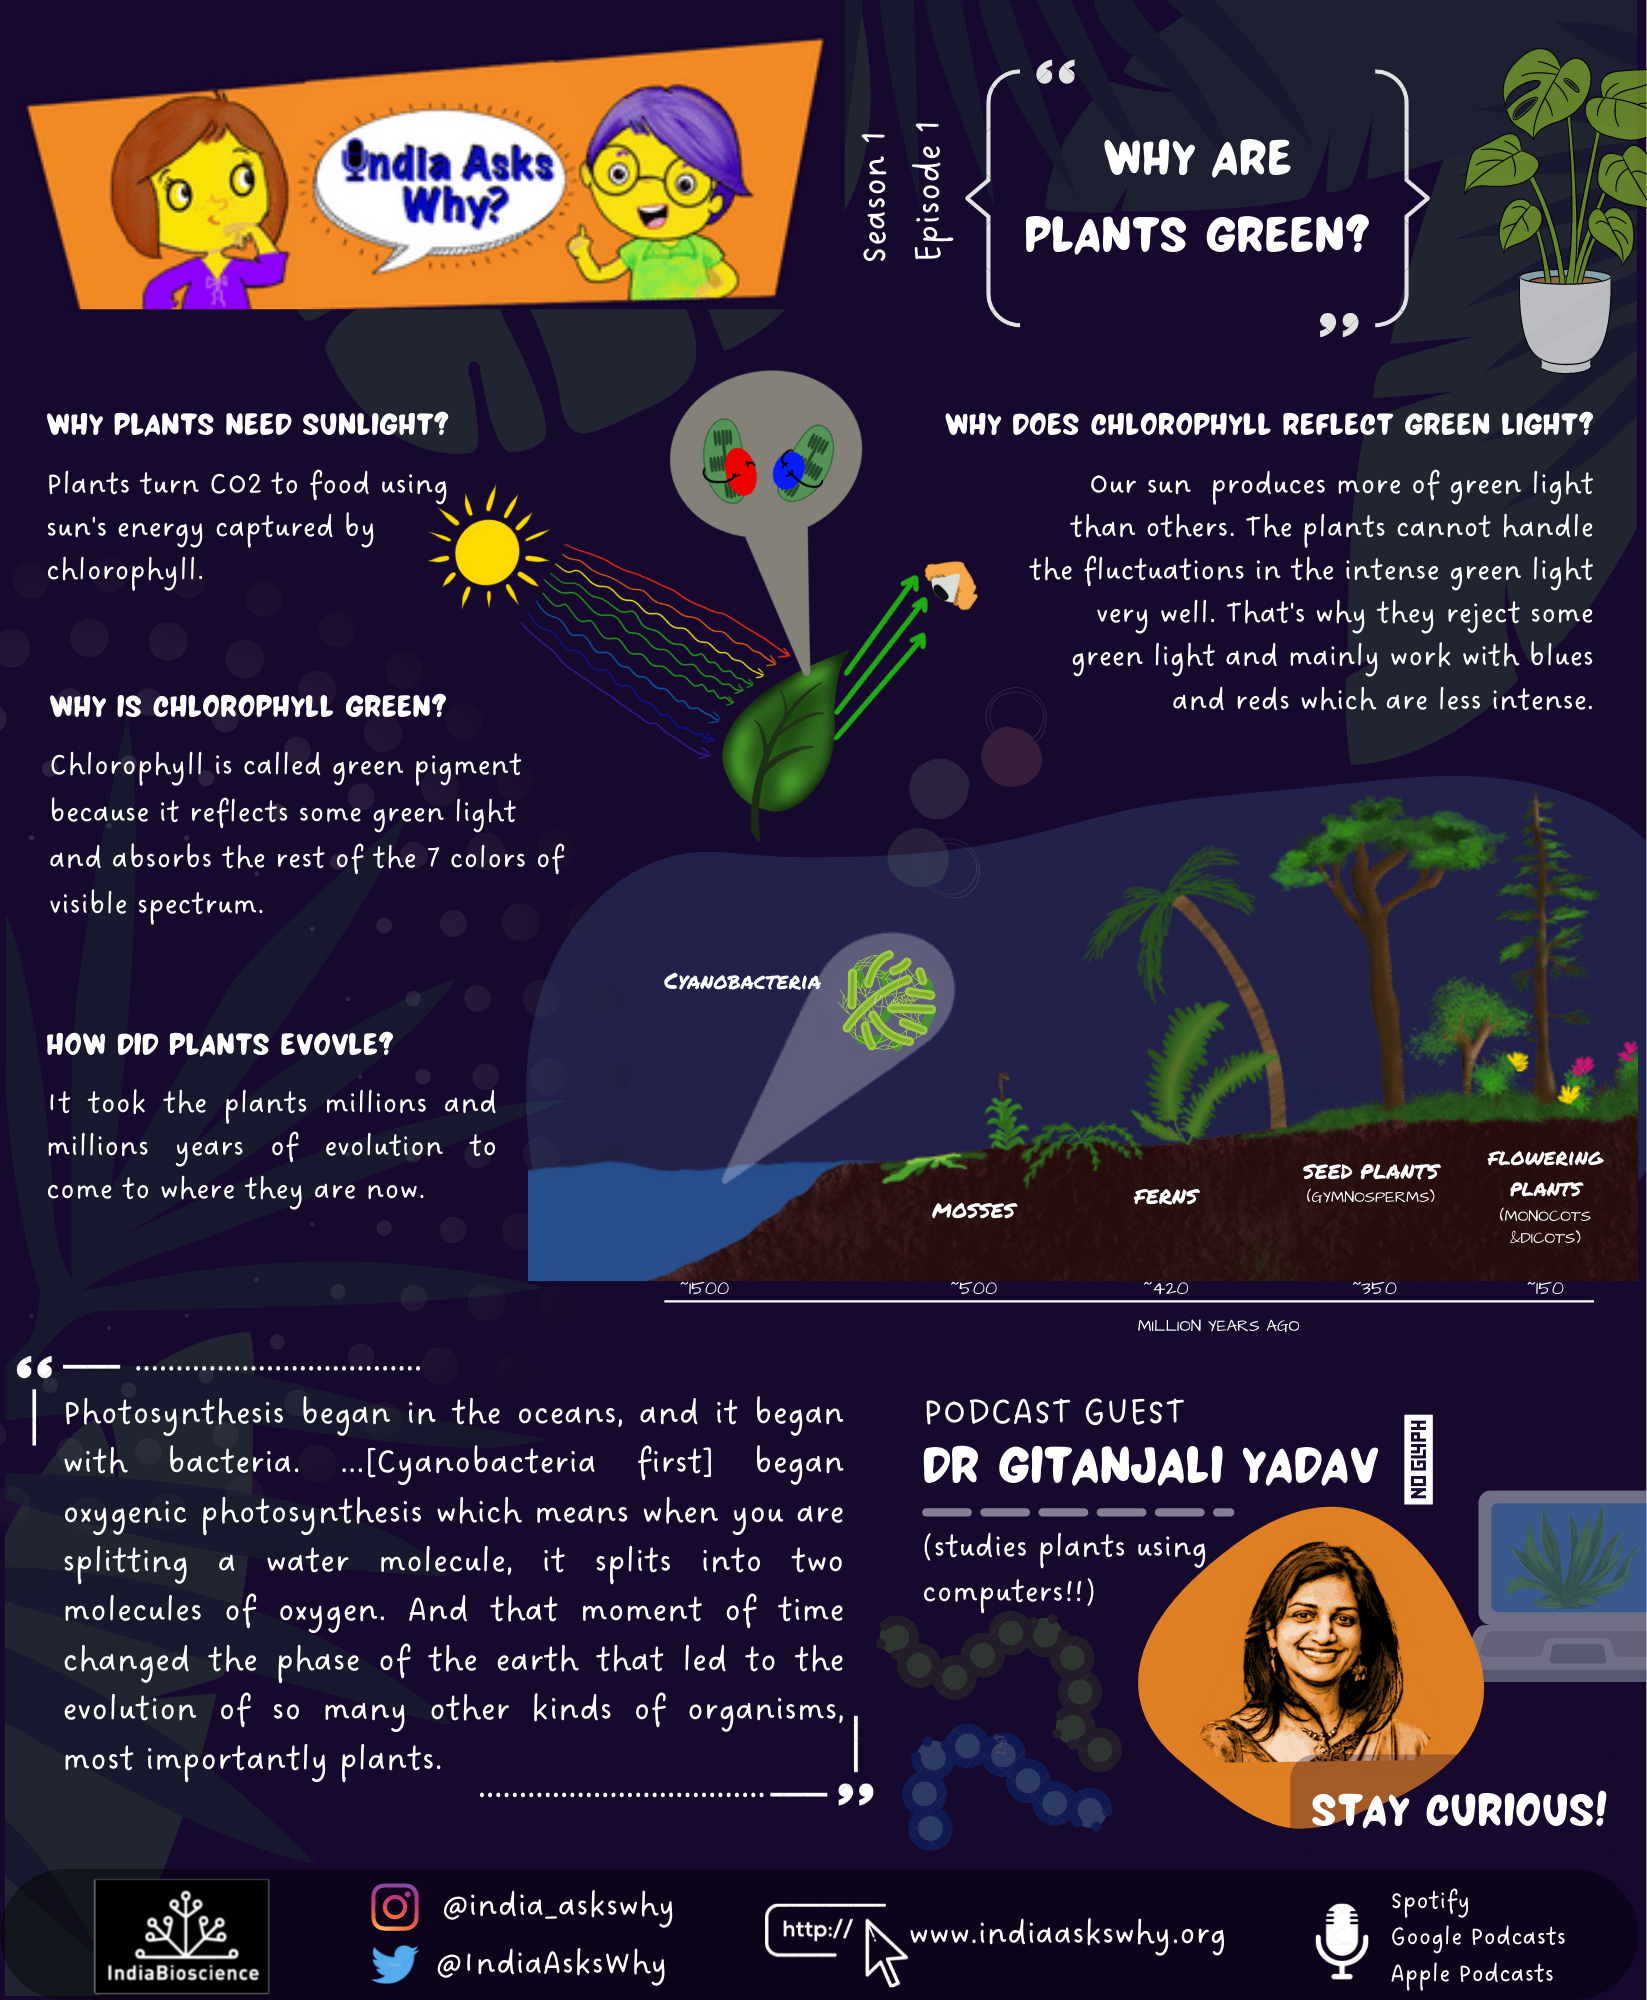 India Asks
Why?
Season 1
Episode 1
“
WHY ARE
PLANTS GREEN?
”
WHY PLANTS NEED SUNLIGHT?
Plants turn CO2 to food using
sun's energy captured by
chlorophyll.
WHY IS CHLOROPHYLL GREEN?
Chlorophyll is called green pigment
because it reflects some green light
and absorbs the rest of the 7 colors of
visible spectrum.
WHY DOES CHLOROPHYLL REFLECT GREEN LIGHT?
Our sun produces more of green light
than others. The plants cannot handle
the fluctuations in the intense green light
very well. That's why they reject some
green light and mainly work with blues
and reds which are less intense.
HOW DID PLANTS EVOVLE?
It took the plants millions and
millions years of evolution to
come to where they are now.
CYANOBACTERIA
MOSSES
FERNS
SEED PLANTS
(GYMNOSPERMS)
FLOWERING
PLANTS
(MONOCOTS
&DICOTS)
~1500 ~500 ~420 ~350 ~150
MILLION YEARS AGO
“
Photosynthesis began in the oceans, and it began
with bacteria. ...[Cyanobacteria first] began
oxygenic photosynthesis which means when you are
splitting a water molecule, it splits into two
molecules of oxygen. And that moment of time
changed the phase of the earth that led to the
evolution of so many other kinds of organisms,
most importantly plants.
”
PODCAST GUEST
DR GITANJALI YADAV
NO GLYPH
(studies plants using
computers!!)
STAY CURIOUS!
IndiaBioscience
@india_askswhy
@IndiaAsksWhy
http://
www.indiaaskswhy.org
Spotify
Google Podcasts
Apple Podcasts